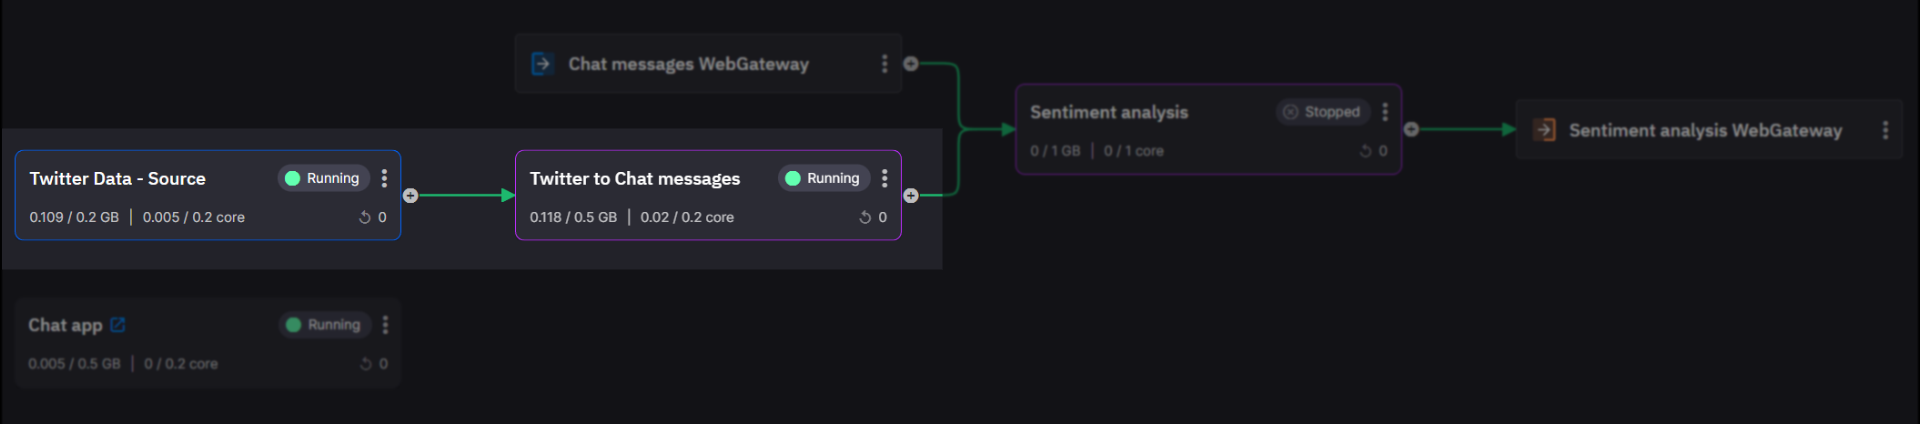 Chat messages WebGateway
Sentiment analysis Stopped
0 / 1 GB | 0 / 1 core 0
Sentiment analysis WebGateway
Twitter Data - Source Running
0.109 / 0.2 GB | 0.005 / 0.2 core 0
Twitter to Chat messages Running
0.118 / 0.5 GB | 0.02 / 0.2 core 0
Chat app Running
0.005 / 0.5 GB | 0 / 0.2 core 0